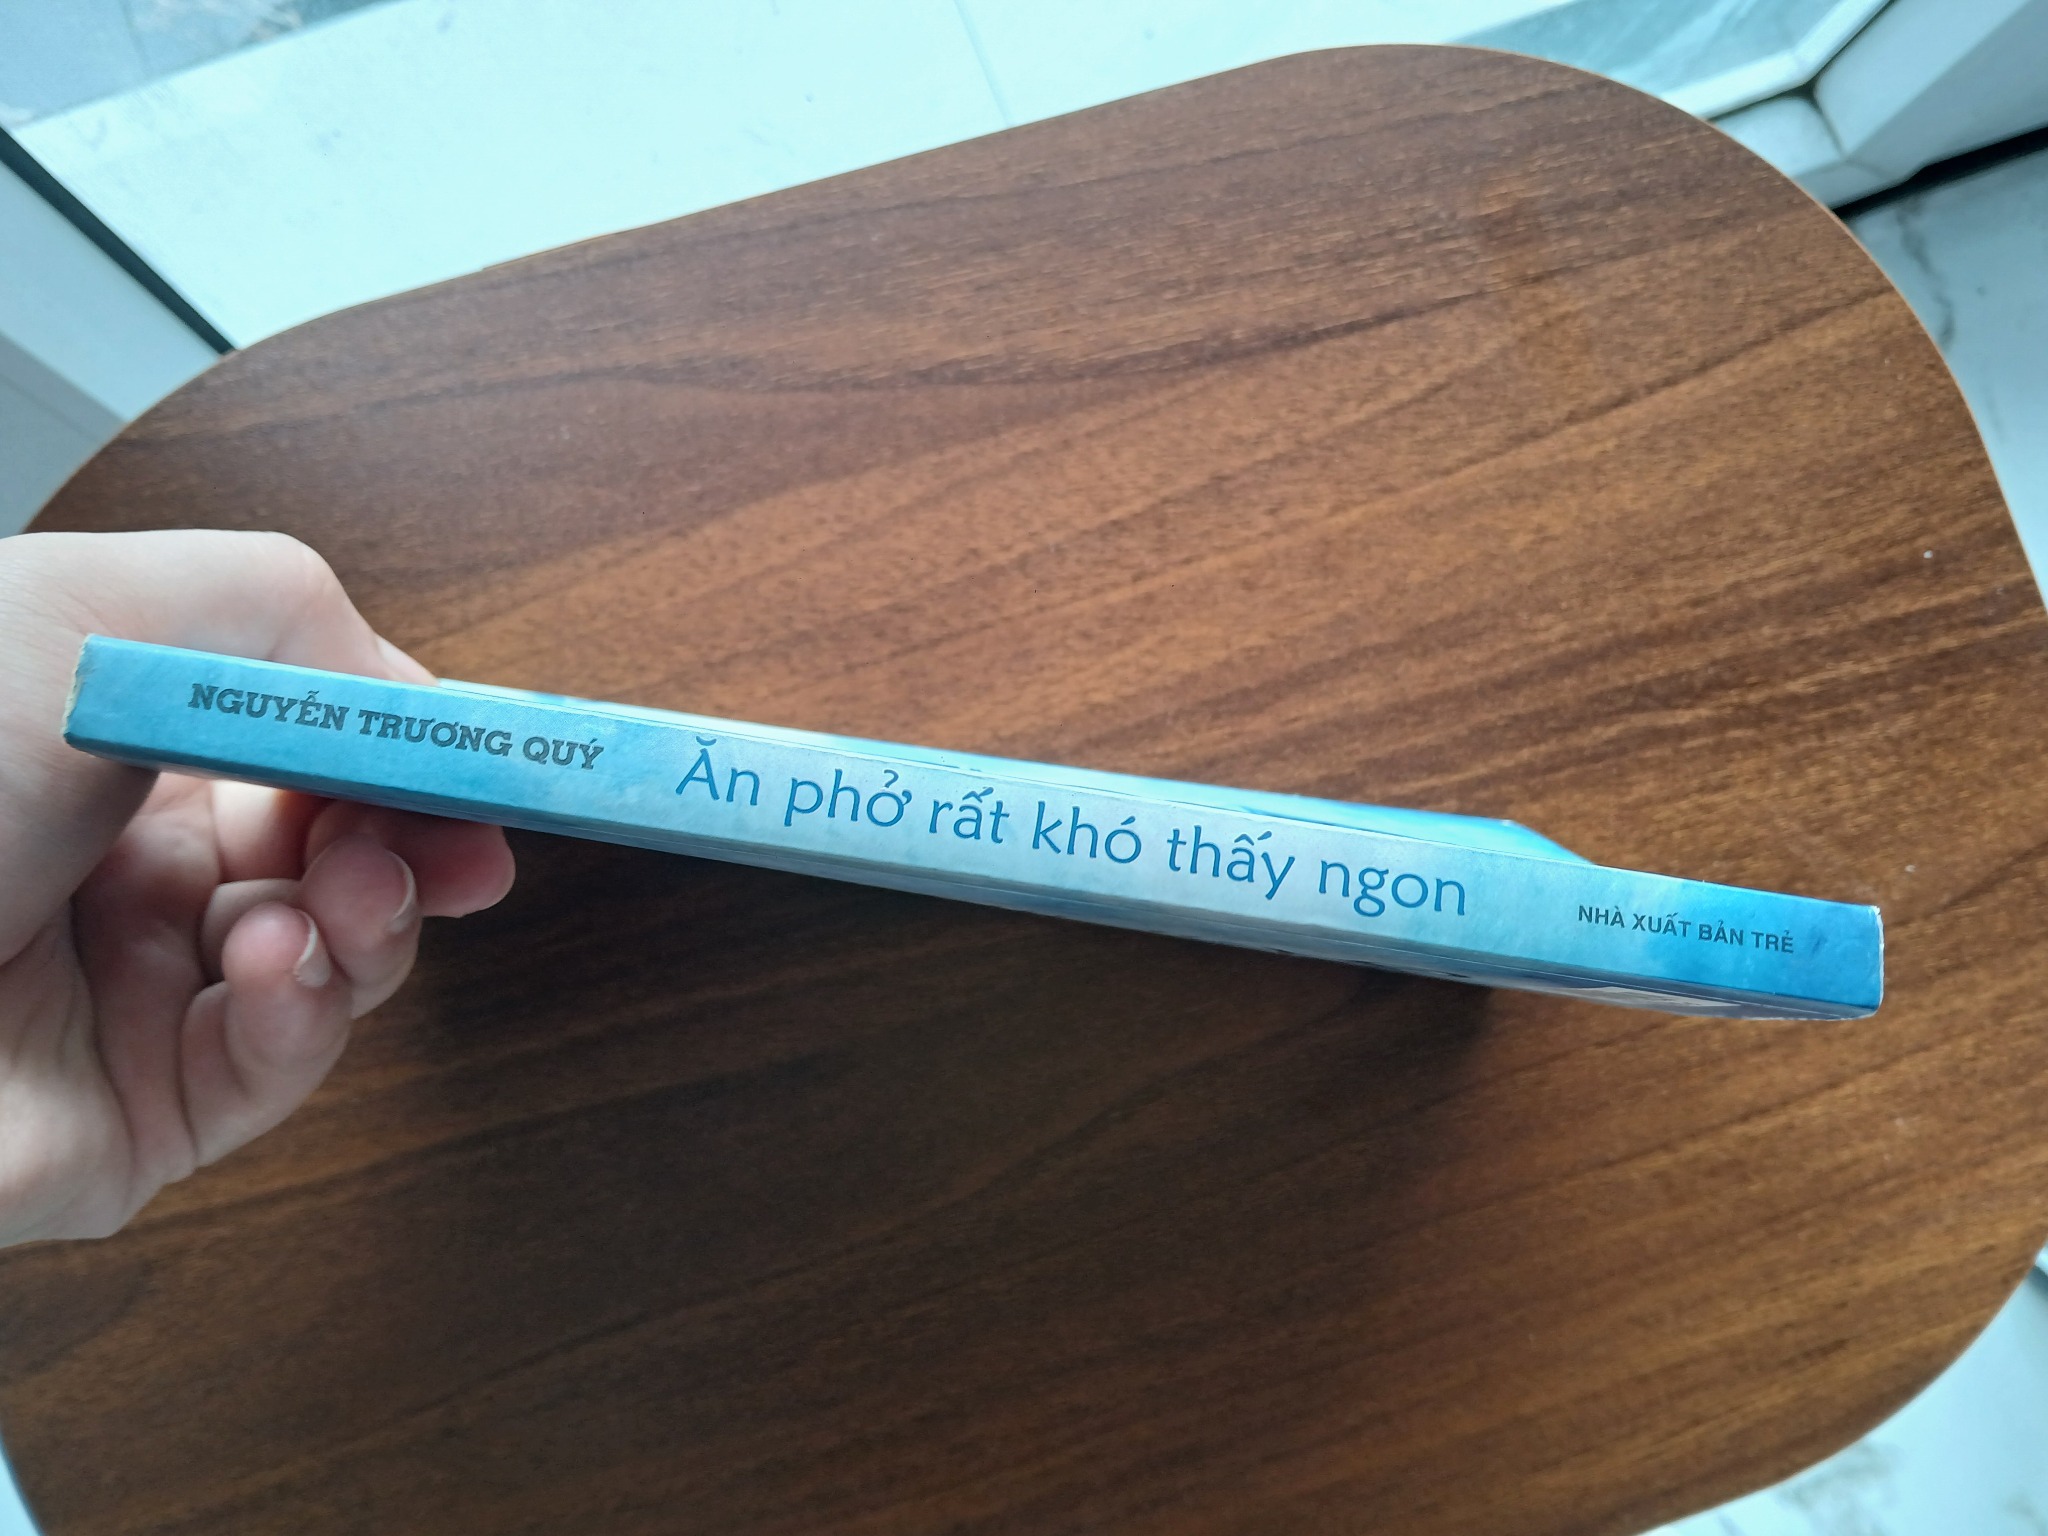 NGUYỄN TRƯƠNG QUÝ Ăn phở rất khó thấy ngon NHÀ XUẤT BẢN TRẺ